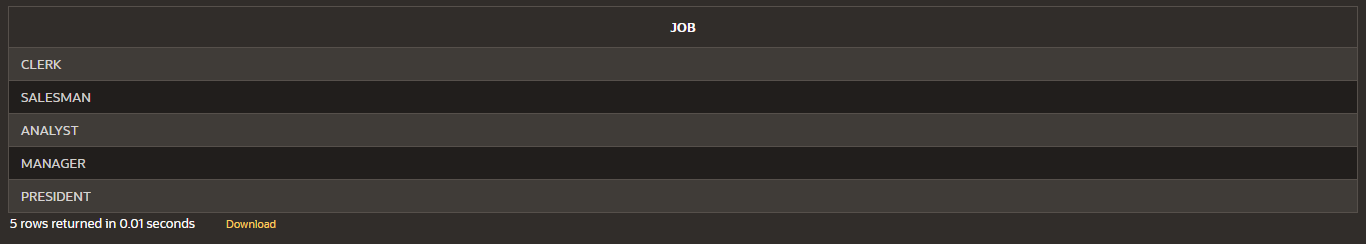 JOB
CLERK
SALESMAN
ANALYST
MANAGER
PRESIDENT
5 rows returned in 0.01 seconds Download